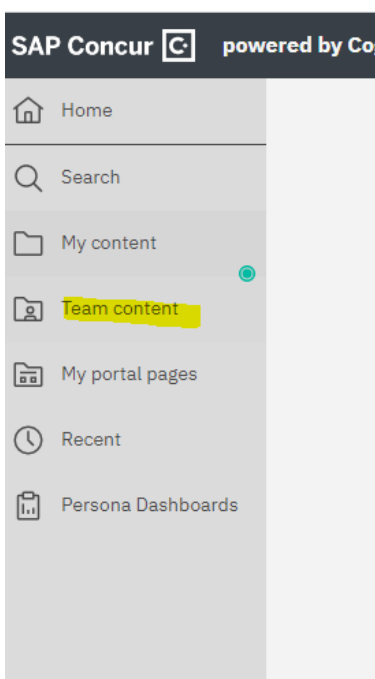 SAP Concur C powered by Co
Home
Search
My content
Team content
My portal pages
Recent
Persona Dashboards